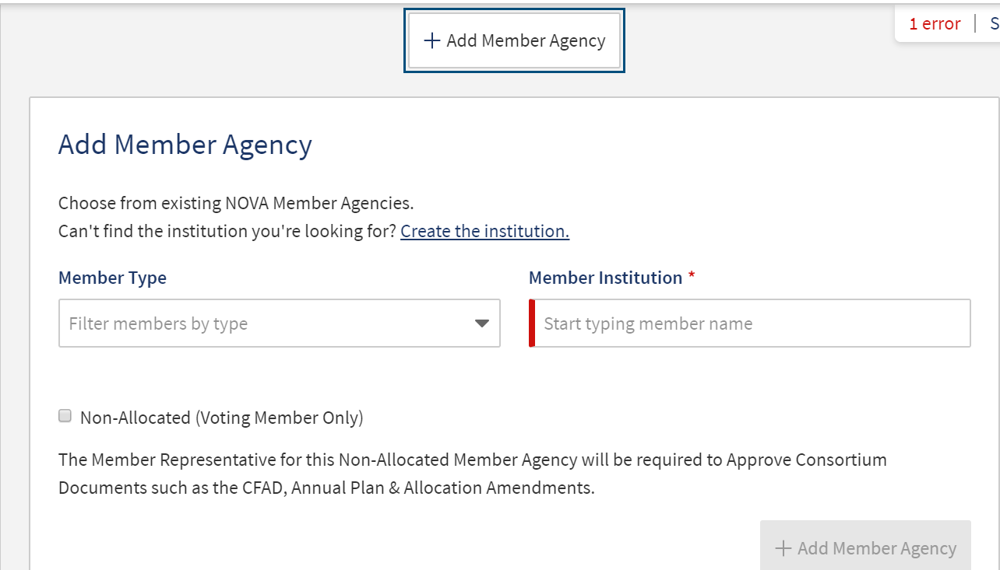 + Add Member Agency
1 error | S
Add Member Agency
Choose from existing NOVA Member Agencies.
Can't find the institution you're looking for? Create the institution.
Member Type
Member Institution *
Filter members by type
Start typing member name
Non-Allocated (Voting Member Only)
The Member Representative for this Non-Allocated Member Agency will be required to Approve Consortium
Documents such as the CFAD, Annual Plan & Allocation Amendments.
+ Add Member Agency